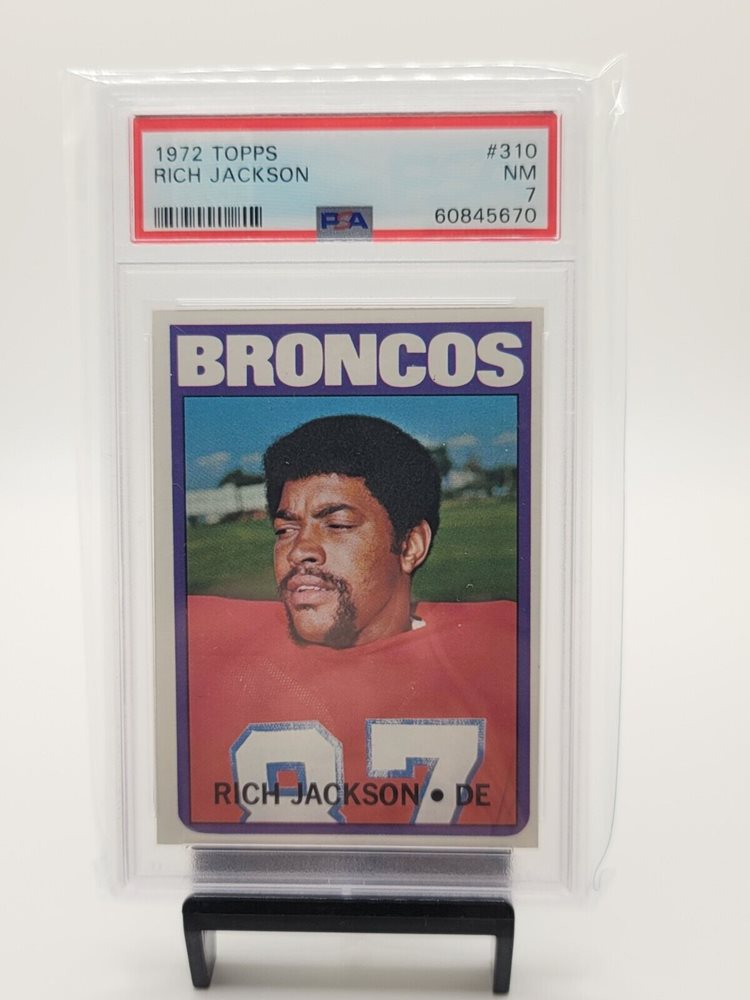 1972 TOPPS #310
RICH JACKSON NM
7
PSA 60845670
BRONCOS
87
RICH JACKSON • DE